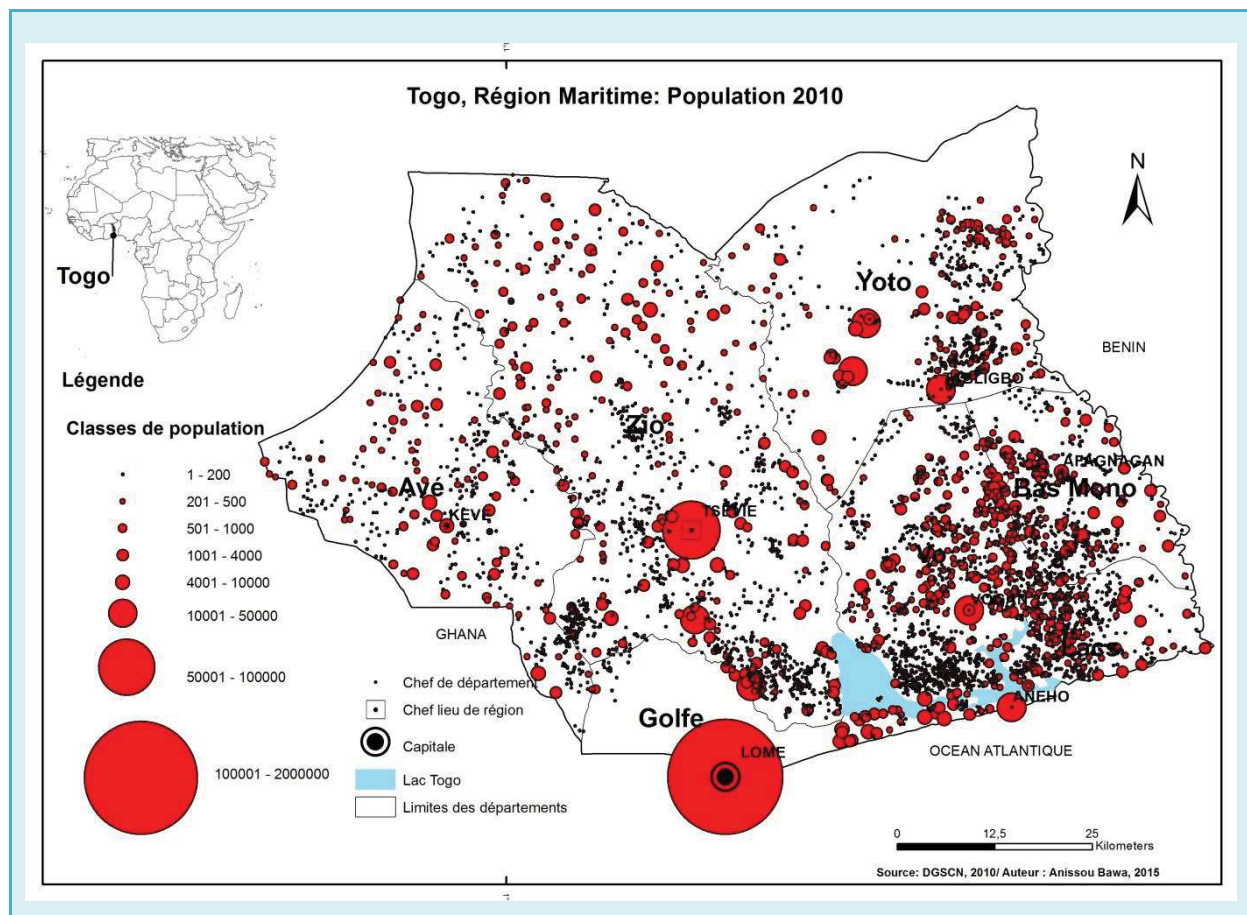 Togo, Région Maritime: Population 2010
N
Togo
Yoto
BENIN
Légende
TABLIGBO
Classes de population
Zio
1 - 200
APAGNAGAN
201 - 500
Avé
Bas Mono
501 - 1000
KEVE
TSEVIE
1001 - 4000
4001 - 10000
VOGAN
10001 - 50000
GHANA
Lacs
50001 - 100000
Chef de département
ANEHO
Chef lieu de région
Golfe
Capitale
LOME
OCEAN ATLANTIQUE
100001 - 2000000
Lac Togo
Limites des départements
0
12,5
25
Kilometers
Source: DGSCN, 2010/ Auteur : Anissou Bawa, 2015